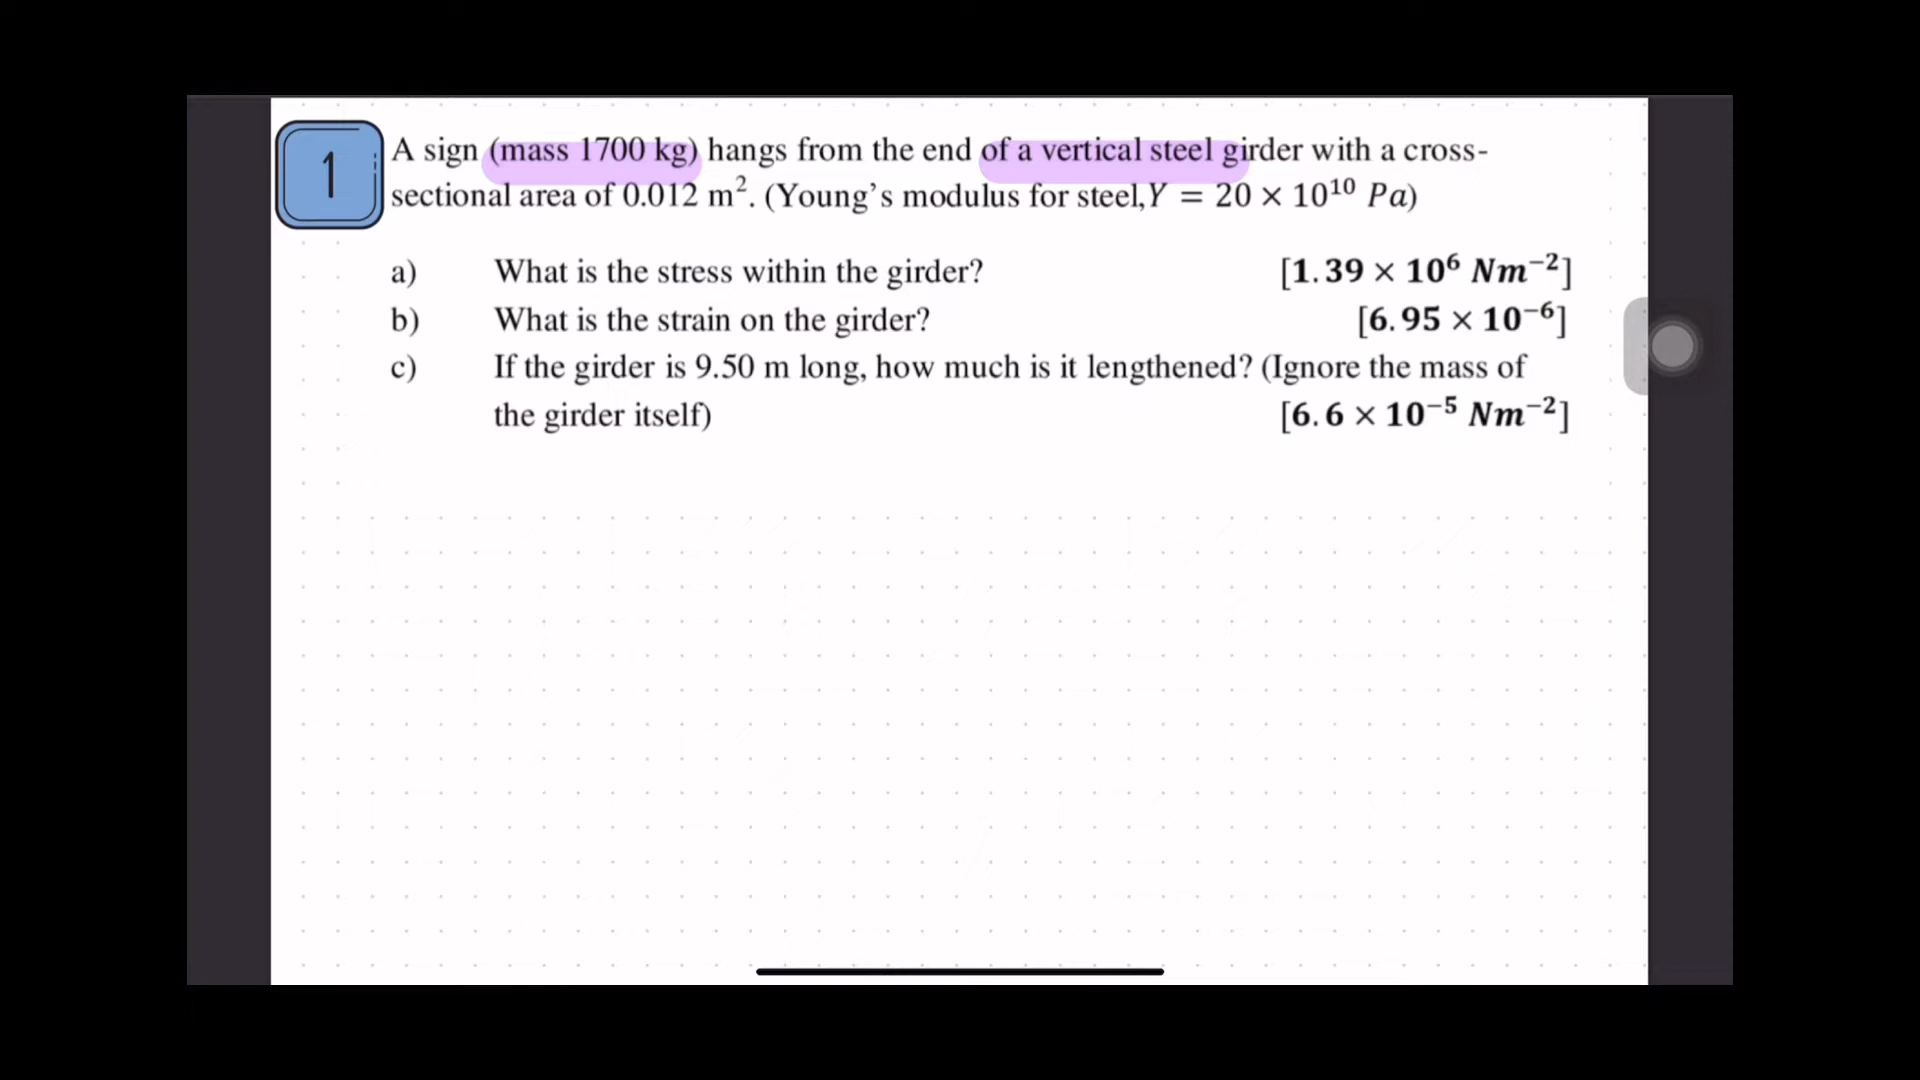 1
A sign (mass 1700 kg) hangs from the end of a vertical steel girder with a cross-
sectional area of 0.012 m². (Young's modulus for steel,Y = 20 × 10¹⁰ Pa)
a) What is the stress within the girder? [1.39 × 10⁶ Nm⁻²]
b) What is the strain on the girder? [6.95 × 10⁻⁶]
c) If the girder is 9.50 m long, how much is it lengthened? (Ignore the mass of
the girder itself) [6.6 × 10⁻⁵ Nm⁻²]